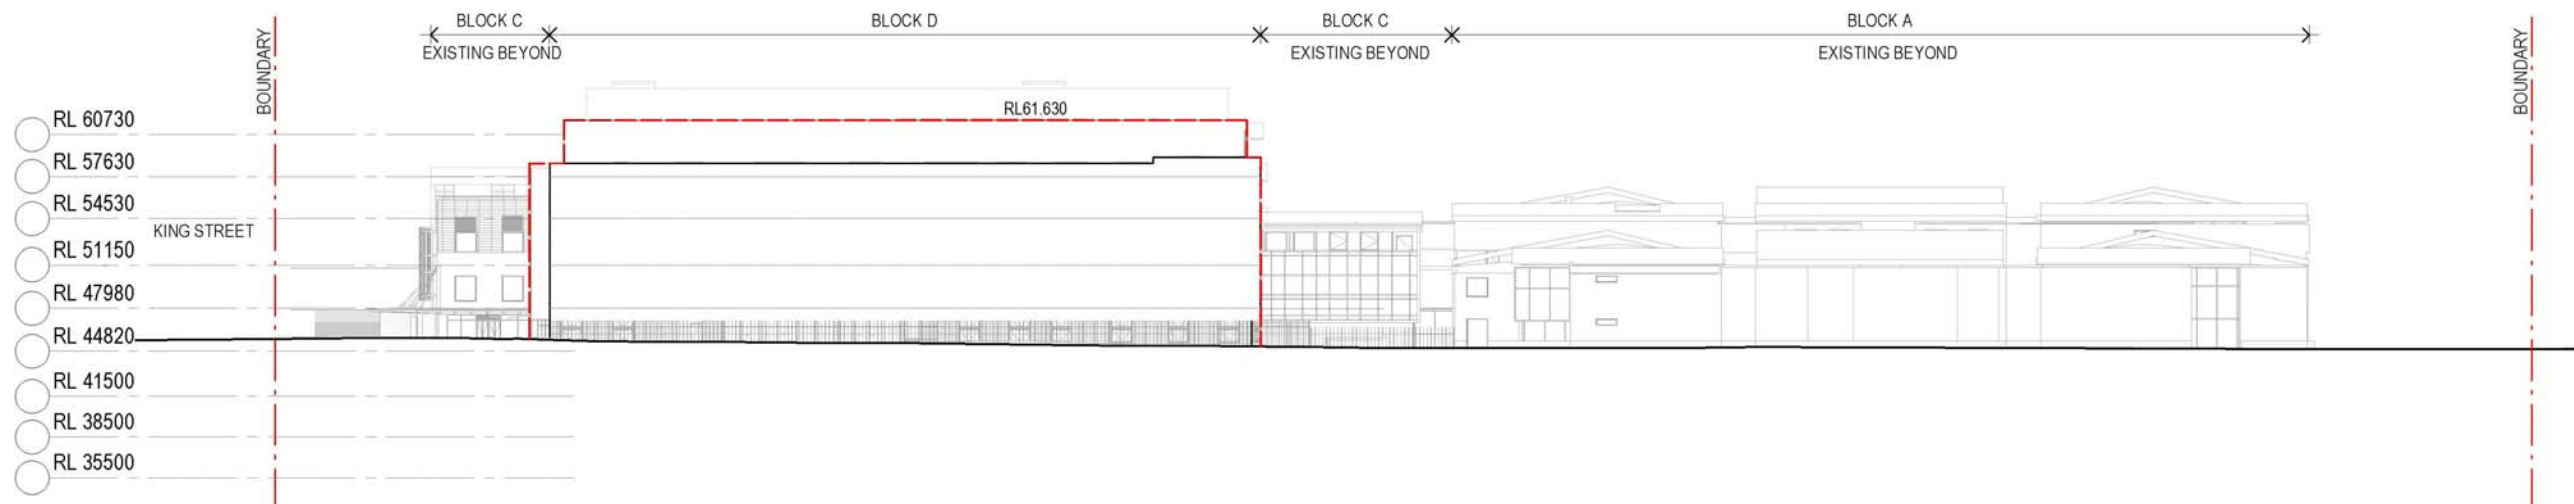 BLOCK C
BLOCK D
BLOCK C
BLOCK A
EXISTING BEYOND
EXISTING BEYOND
EXISTING BEYOND
BOUNDARY
BOUNDARY
RL61.630
RL 60730
RL 57630
RL 54530
KING STREET
RL 51150
RL 47980
RL 44820
RL 41500
RL 38500
RL 35500